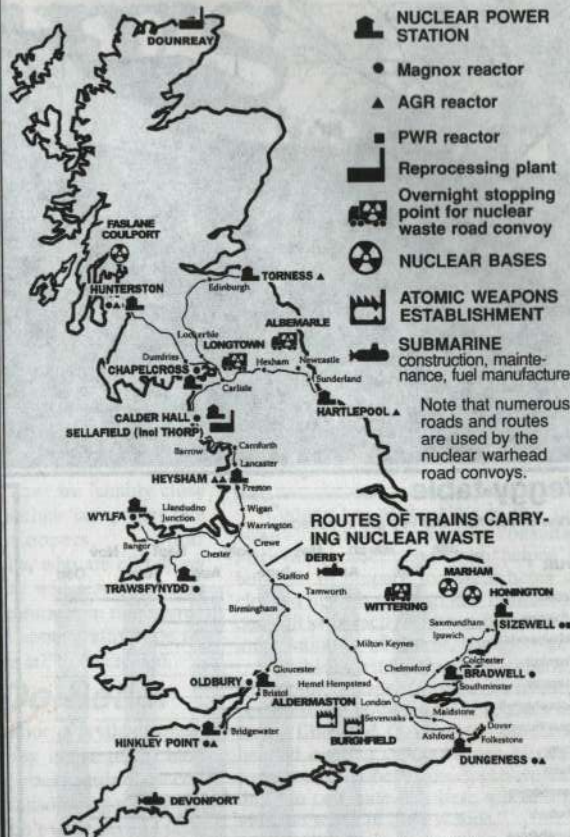 NUCLEAR POWER
STATION
Magnox reactor
AGR reactor
PWR reactor
Reprocessing plant
Overnight stopping
point for nuclear
waste road convoy
NUCLEAR BASES
ATOMIC WEAPONS
ESTABLISHMENT
SUBMARINE
construction, mainte-
nance, fuel manufacture
Note that numerous
roads and routes
are used by the
nuclear warhead
road convoys.
DOUNREAY
FASLANE
COULPORT
HUNTERSTON
TORNESS
Edinburgh
ALBEMARLE
Lockerbie
LONGTOWN
Dumfries
Hexham
Newcastle
CHAPELCROSS
Sunderland
Carlisle
CALDER HALL
HARTLEPOOL
SELLAFIELD (incl THORP)
Barrow
Carnforth
Lancaster
HEYSHAM
Preston
WYLFA
Llandudno
Junction
Wigan
Warrington
Bangor
Chester
Crewe
ROUTES OF TRAINS CARRY-
ING NUCLEAR WASTE
TRAWSFYNYDD
DERBY
Stafford
MARHAM
Tamworth
WITTERING
HONINGTON
Birmingham
Saxmundham
SIZEWELL
Ipswich
Milton Keynes
Colchester
Chelmsford
BRADWELL
Gloucester
OLDBURY
Hemel Hempstead
Southminster
Bristol
ALDERMASTON
London
Maidstone
Sevenoaks
Dover
Bridgewater
BURGHFIELD
Ashford
Folkestone
HINKLEY POINT
DUNGENESS
DEVONPORT